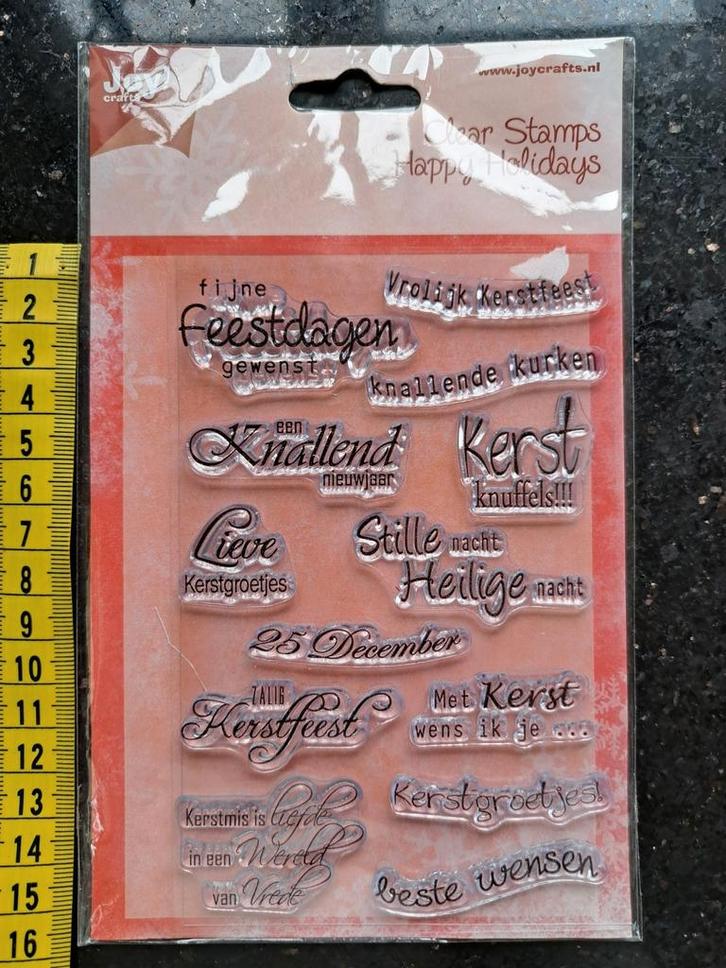 Joy
crafts
www.joycrafts.nl
Clear Stamps
Happy Holidays
fijne
Feestdagen
gewenst
Vrolijk Kerstfeest
knallende kurken
een
Knallend
nieuwjaar
Kerst
knuffels!!!
Lieve
Kerstgroetjes
Stille nacht
Heilige nacht
25 December
ZALIG
Kerstfeest
Met Kerst
wens ik je ...
Kerstmis is liefde
in een Wereld
van Vrede
Kerstgroetjes!
beste wensen
1
2
3
4
5
6
7
8
9
10
11
12
13
14
15
16